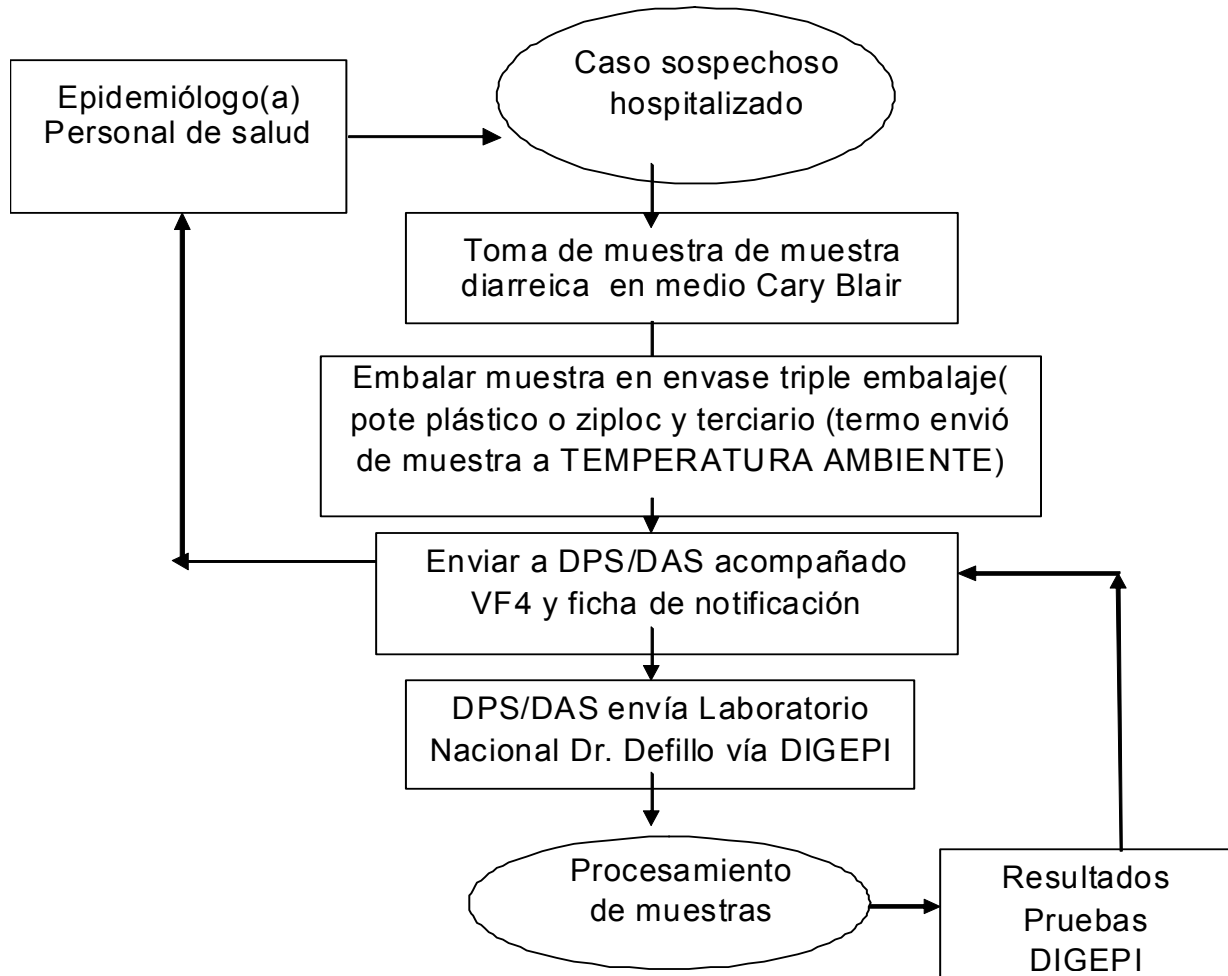 Epidemiólogo(a)
Personal de salud
Caso sospechoso
hospitalizado
Toma de muestra de muestra
diarreica en medio Cary Blair
Embalar muestra en envase triple embalaje(
pote plástico o ziploc y terciario (termo envió
de muestra a TEMPERATURA AMBIENTE)
Enviar a DPS/DAS acompañado
VF4 y ficha de notificación
DPS/DAS envía Laboratorio
Nacional Dr. Defillo vía DIGEPI
Procesamiento
de muestras
Resultados
Pruebas
DIGEPI